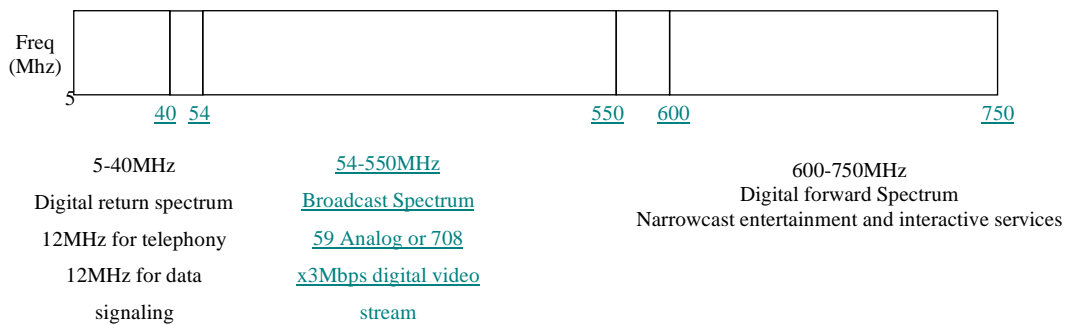 Freq
(Mhz)
5
40 54 550 600 750
5-40MHz
Digital return spectrum
12MHz for telephony
12MHz for data
signaling
54-550MHz
Broadcast Spectrum
59 Analog or 708
x3Mbps digital video
stream
600-750MHz
Digital forward Spectrum
Narrowcast entertainment and interactive services